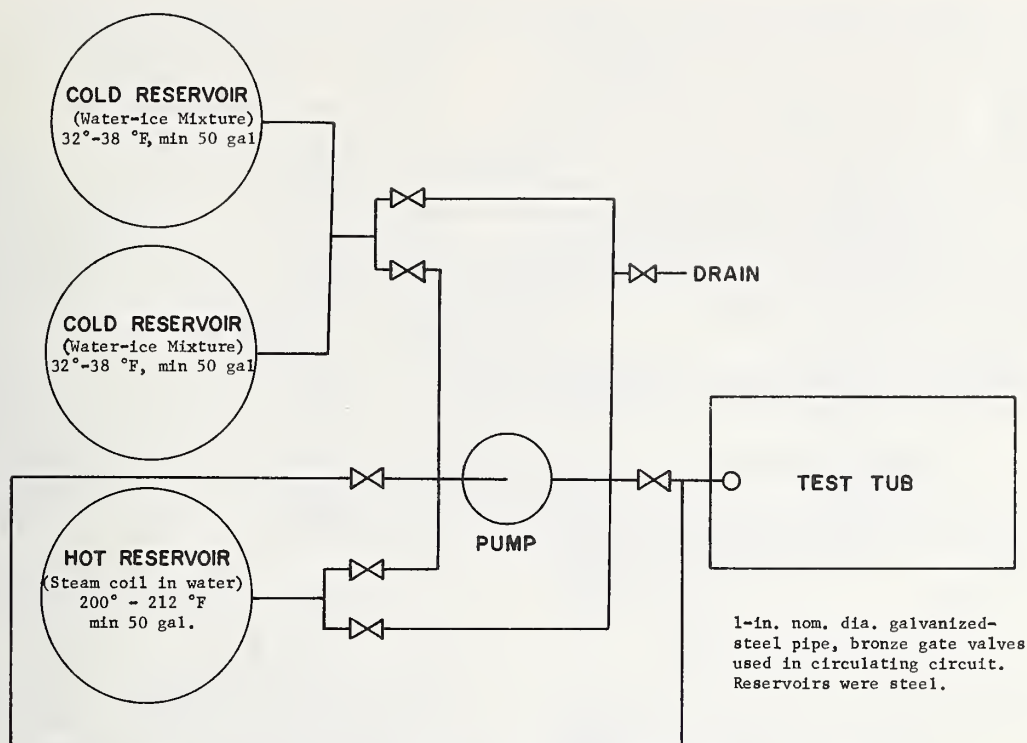 COLD RESERVOIR
(Water-ice Mixture)
32°-38 °F, min 50 gal
COLD RESERVOIR
(Water-ice Mixture)
32°-38 °F, min 50 gal
DRAIN
TEST TUB
PUMP
HOT RESERVOIR
(Steam coil in water)
200° - 212 °F
min 50 gal.
1-in. nom. dia. galvanized-
steel pipe, bronze gate valves
used in circulating circuit.
Reservoirs were steel.